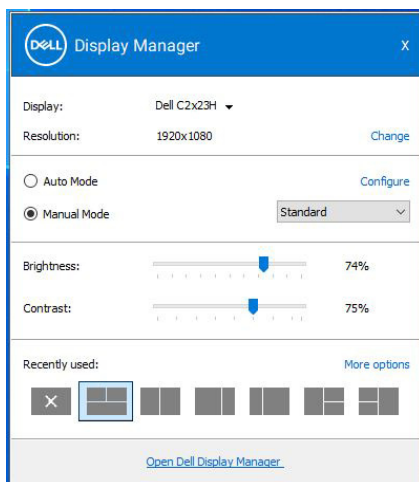 DELL Display Manager X
Display: Dell C2x23H
Resolution: 1920x1080 Change
Auto Mode Configure
Manual Mode Standard
Brightness: 74%
Contrast: 75%
Recently used: More options
Open Dell Display Manager